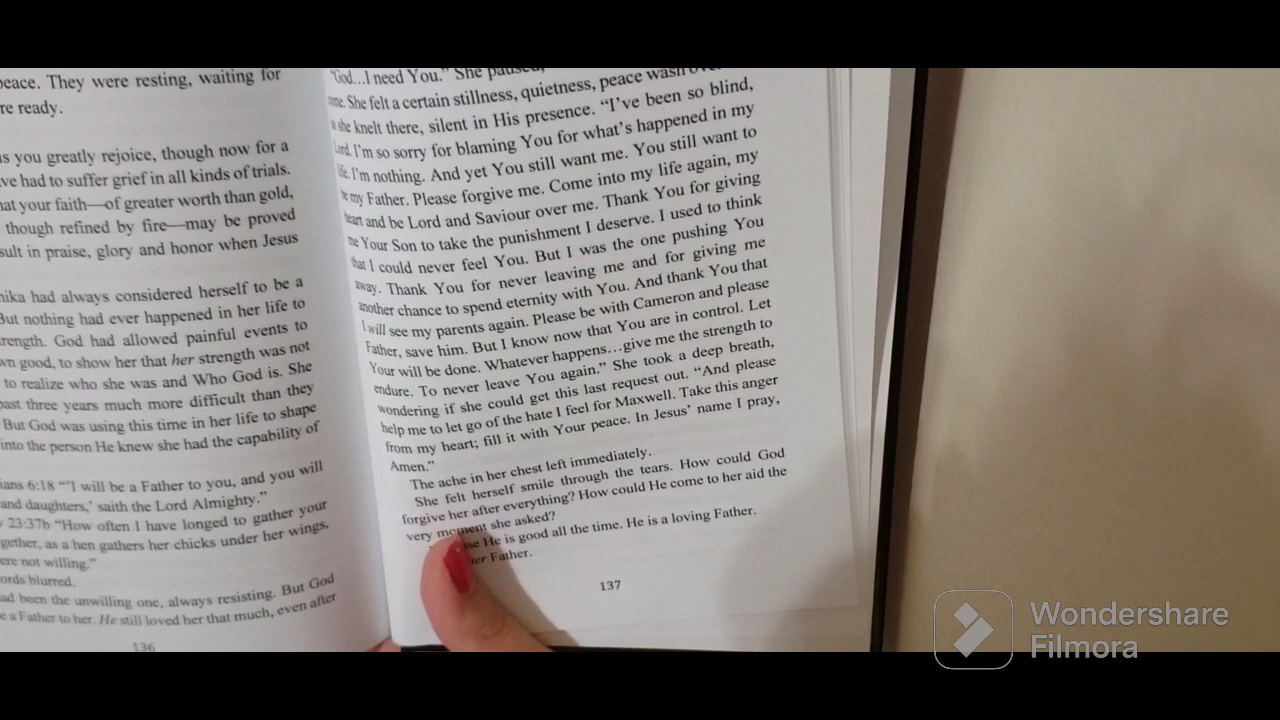 peace. They were resting, waiting for
re ready.
is you greatly rejoice, though now for a
ve had to suffer grief in all kinds of trials.
at your faith—of greater worth than gold,
though refined by fire—may be proved
sult in praise, glory and honor when Jesus
nika had always considered herself to be a
But nothing had ever happened in her life to
rength. God had allowed painful events to
wn good, to show her that her strength was not
to realize who she was and Who God is. She
past three years much more difficult than they
But God was using this time in her life to shape
into the person He knew she had the capability of
ians 6:18 “‘I will be a Father to you, and you will
and daughters,’ saith the Lord Almighty.”
23:37b “How often I have longed to gather your
gether, as a hen gathers her chicks under her wings,
ere not willing.”
ords blurred.
ad been the unwilling one, always resisting. But God
e a Father to her. He still loved her that much, even after
136
“God...I need You.” She paused,
me. She felt a certain stillness, quietness, peace wash over
as she knelt there, silent in His presence. “I’ve been so blind,
Lord. I’m so sorry for blaming You for what’s happened in my
life. I’m nothing. And yet You still want me. You still want to
be my Father. Please forgive me. Come into my life again, my
heart and be Lord and Saviour over me. Thank You for giving
me Your Son to take the punishment I deserve. I used to think
that I could never feel You. But I was the one pushing You
away. Thank You for never leaving me and for giving me
another chance to spend eternity with You. And thank You that
I will see my parents again. Please be with Cameron and please
Father, save him. But I know now that You are in control. Let
Your will be done. Whatever happens...give me the strength to
endure. To never leave You again.” She took a deep breath,
wondering if she could get this last request out. “And please
help me to let go of the hate I feel for Maxwell. Take this anger
from my heart; fill it with Your peace. In Jesus’ name I pray,
Amen.”
The ache in her chest left immediately.
She felt herself smile through the tears. How could God
forgive her after everything? How could He come to her aid the
very moment she asked?
se He is good all the time. He is a loving Father.
her Father.
137
Wondershare
Filmora